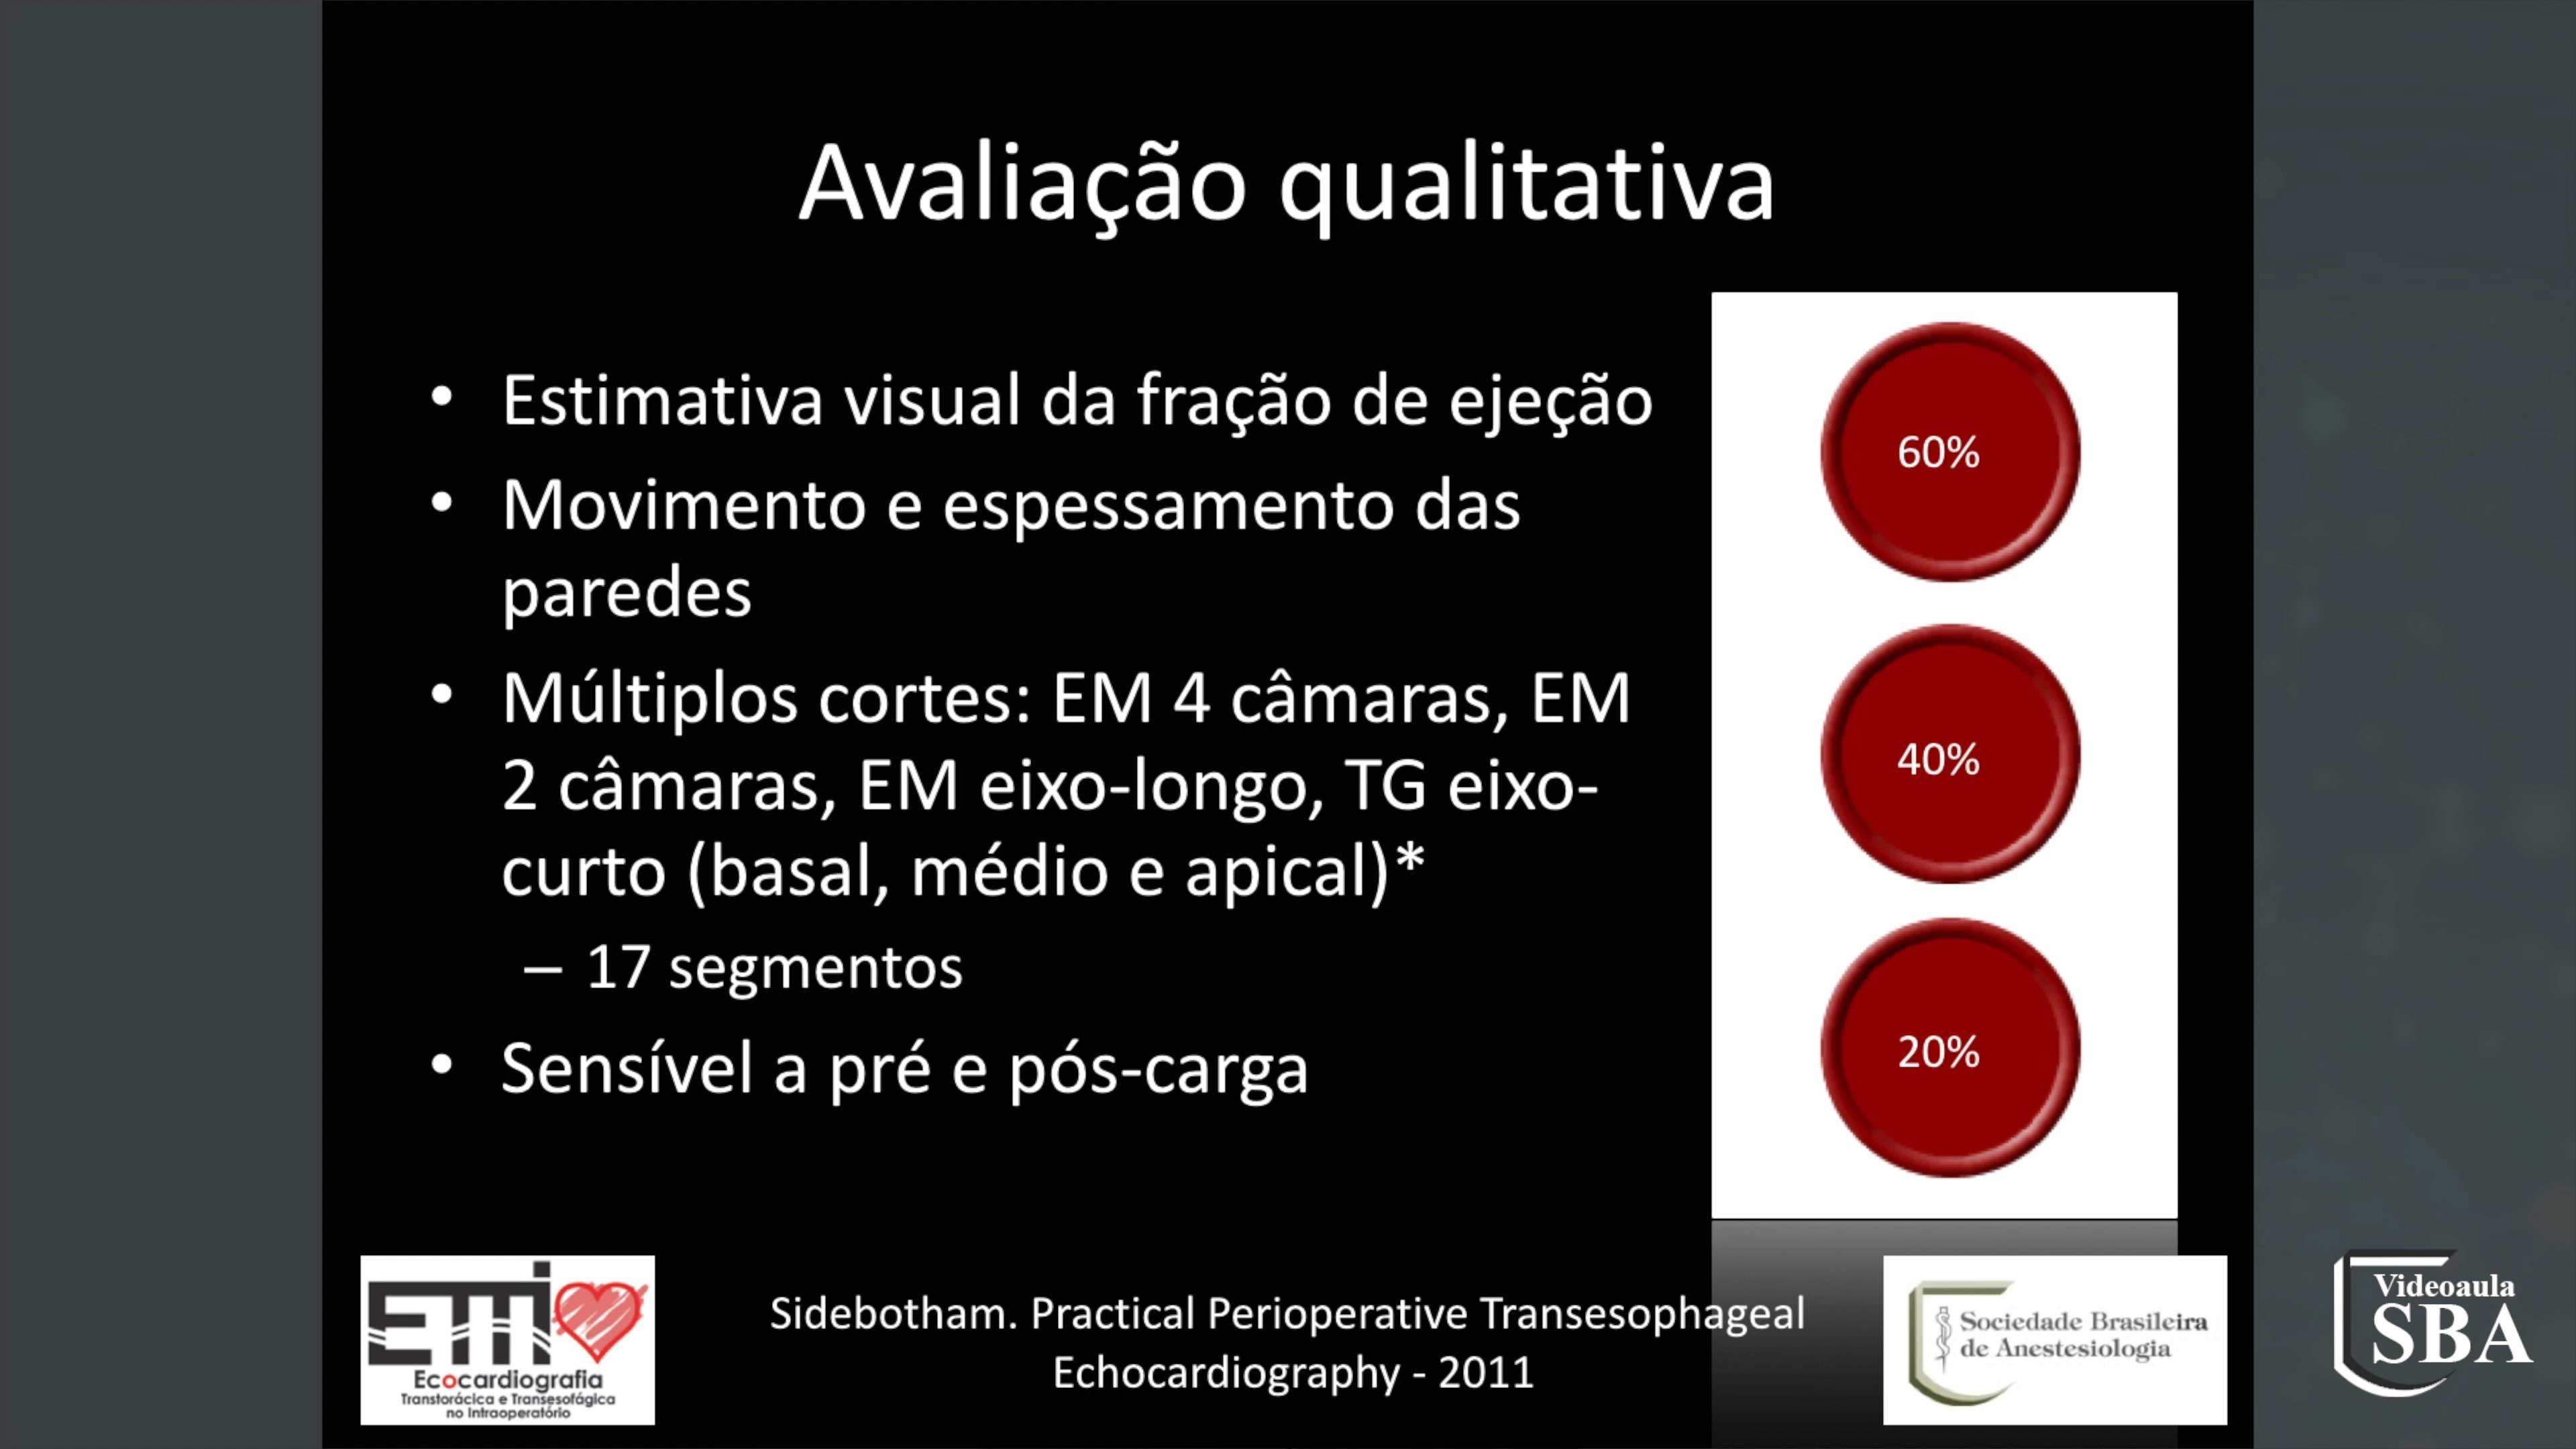 Avaliação qualitativa
• Estimativa visual da fração de ejeção
• Movimento e espessamento das
paredes
• Múltiplos cortes: EM 4 câmaras, EM
2 câmaras, EM eixo-longo, TG eixo-
curto (basal, médio e apical)*
– 17 segmentos
• Sensível a pré e pós-carga
60%
40%
20%
ETTI
Ecocardiografia
Transtorácica e Transesofágica
no Intraoperatório
Sidebotham. Practical Perioperative Transesophageal
Echocardiography - 2011
Sociedade Brasileira
de Anestesiologia
Videoaula
SBA